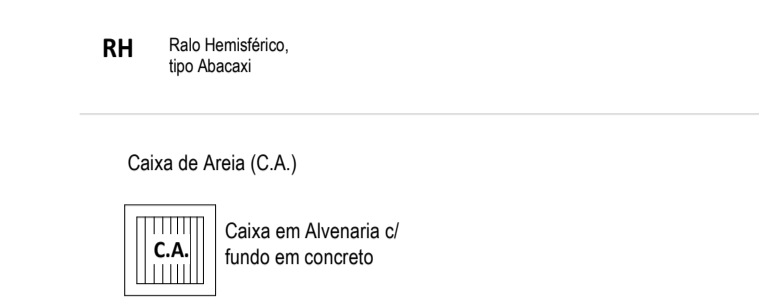 RH Ralo Hemisférico,
tipo Abacaxi
Caixa de Areia (C.A.)
C.A. Caixa em Alvenaria c/
fundo em concreto